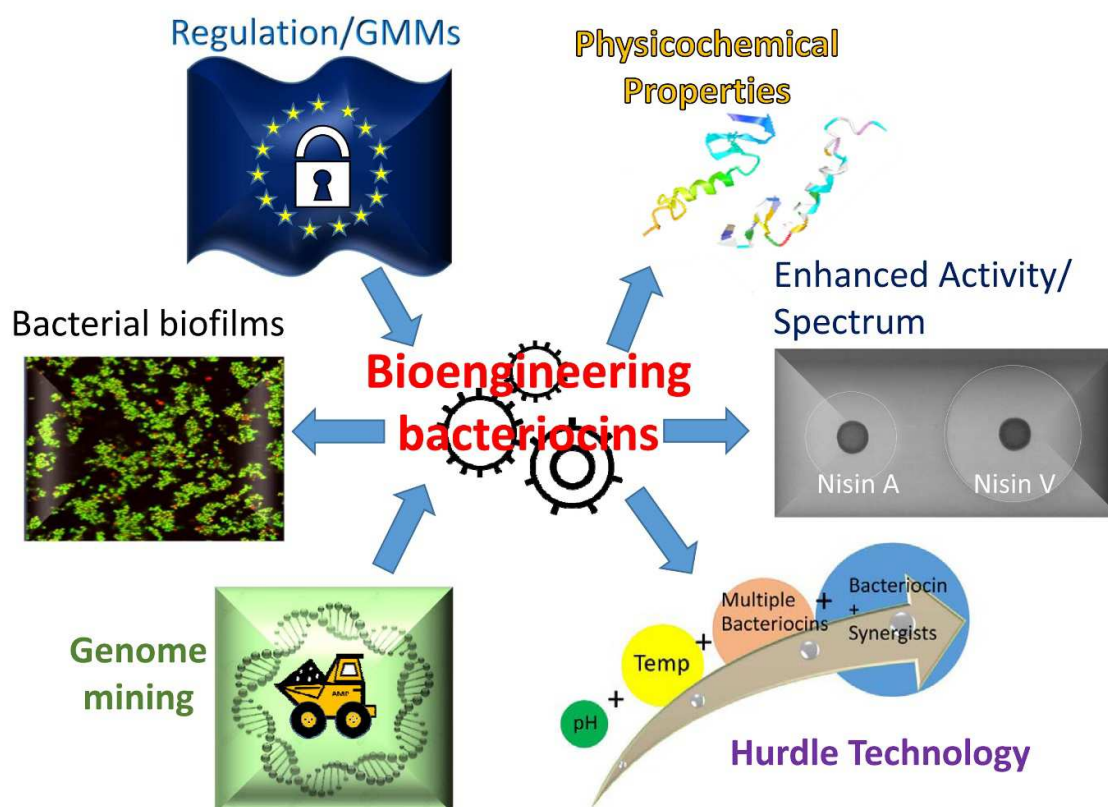 Regulation/GMMs
Physicochemical
Properties
Enhanced Activity/
Spectrum
Bacterial biofilms
Bioengineering
bacteriocins
Nisin A
Nisin V
Genome
mining
AMP
pH
+
Temp
+
Multiple
Bacteriocins
+
Bacteriocin
+
Synergists
Hurdle Technology